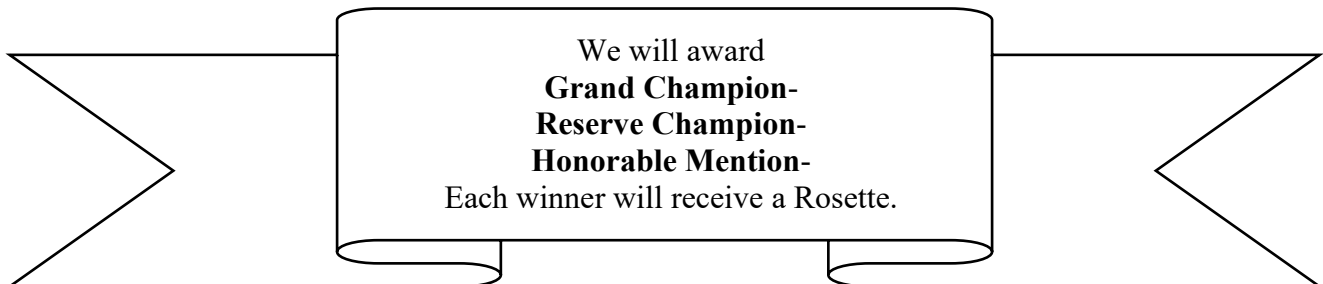 We will award
Grand Champion-
Reserve Champion-
Honorable Mention-
Each winner will receive a Rosette.